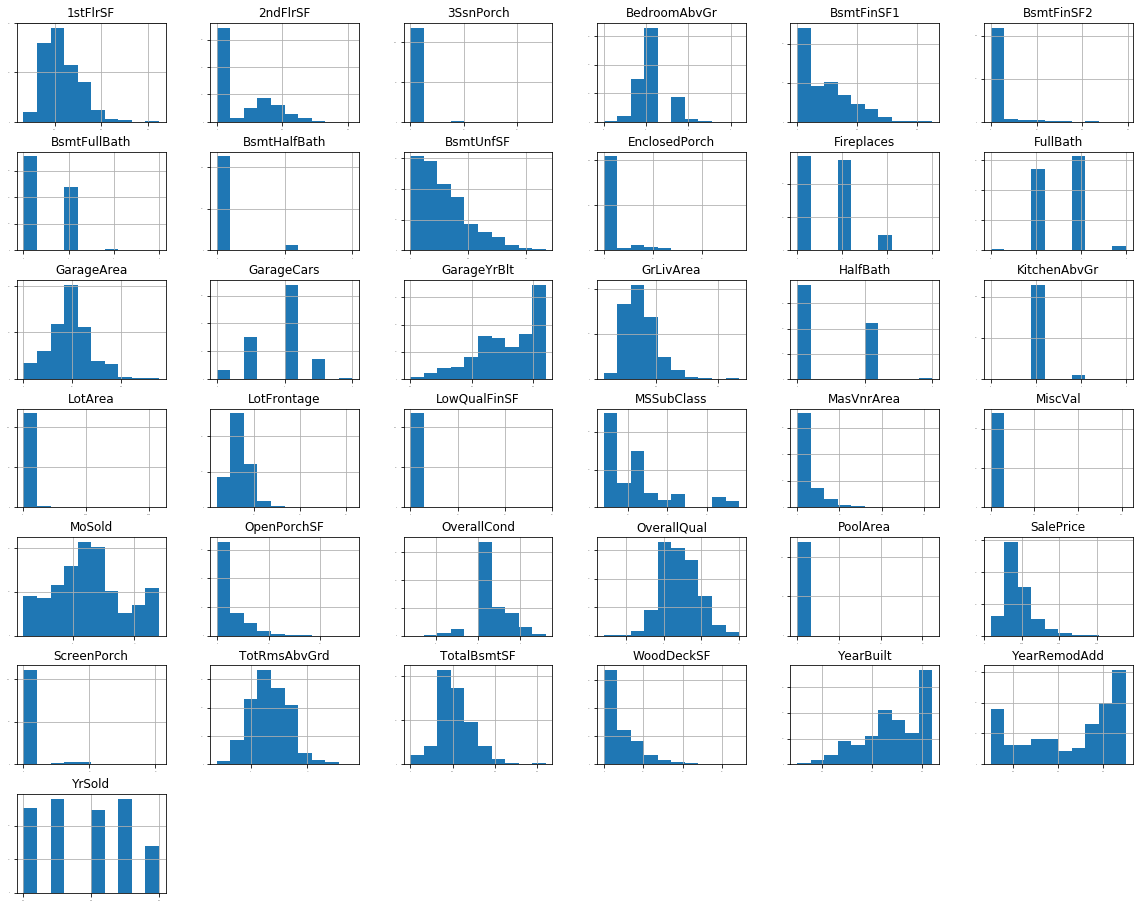 1stFlrSF
2ndFlrSF
3SsnPorch
BedroomAbvGr
BsmtFinSF1
BsmtFinSF2
BsmtFullBath
BsmtHalfBath
BsmtUnfSF
EnclosedPorch
Fireplaces
FullBath
GarageArea
GarageCars
GarageYrBlt
GrLivArea
HalfBath
KitchenAbvGr
LotArea
LotFrontage
LowQualFinSF
MSSubClass
MasVnrArea
MiscVal
MoSold
OpenPorchSF
OverallCond
OverallQual
PoolArea
SalePrice
ScreenPorch
TotRmsAbvGrd
TotalBsmtSF
WoodDeckSF
YearBuilt
YearRemodAdd
YrSold